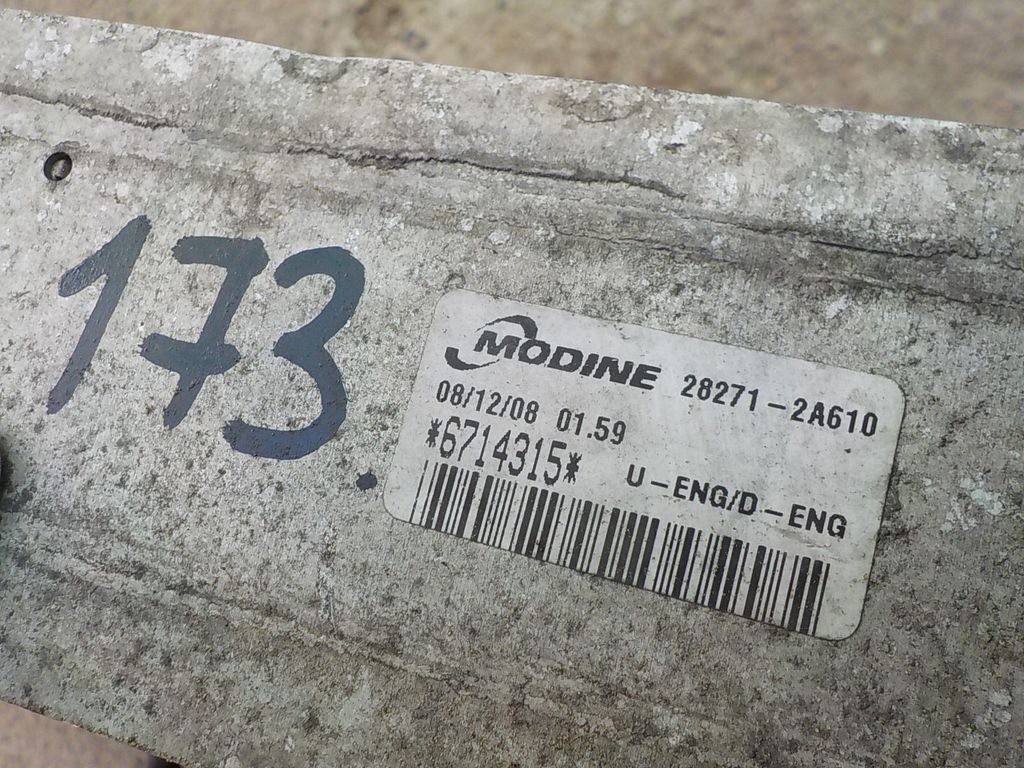 173.
MODINE 28271-2A610
08/12/08 01.59
*6714315* U-ENG/D-ENG